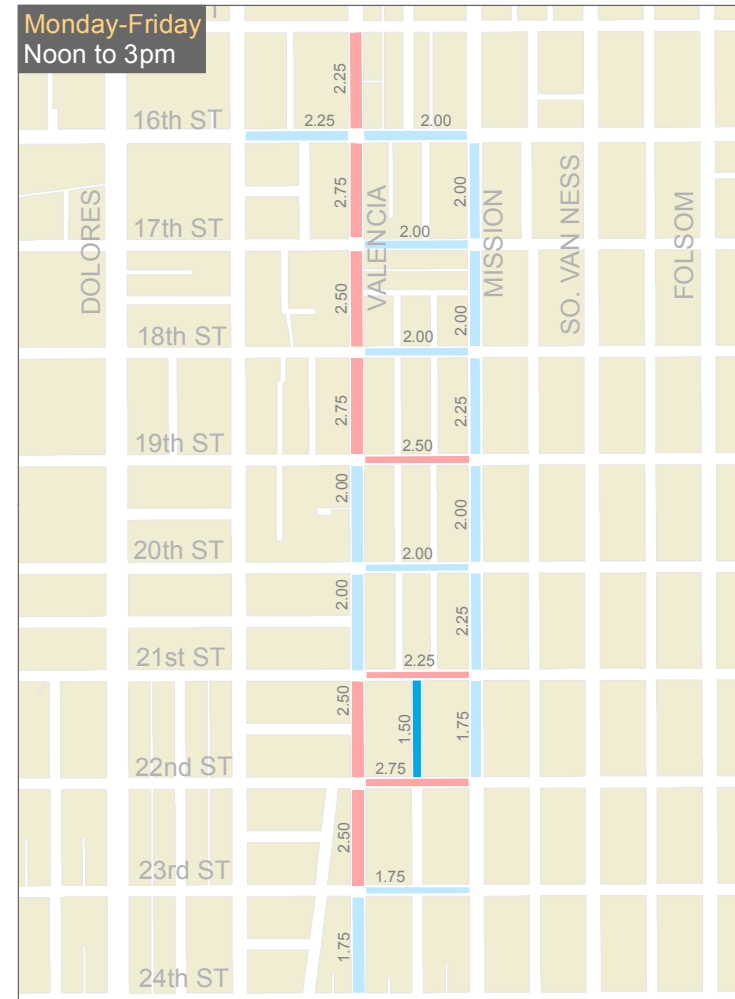 Monday-Friday
Noon to 3pm
T
2.25
16th ST
2.25
2.00
2.75
2.00
DOLORES
VALENCIA
MISSION
SO. VAN NESS
FOLSOM
17th ST
2.00
2.50
2.00
18th ST
2.00
2.75
2.25
19th ST
2.50
2.00
2.00
20th ST
2.00
2.00
2.25
21st ST
2.25
2.50
1.50
1.75
22nd ST
2.75
2.50
23rd ST
1.75
1.75
24th ST